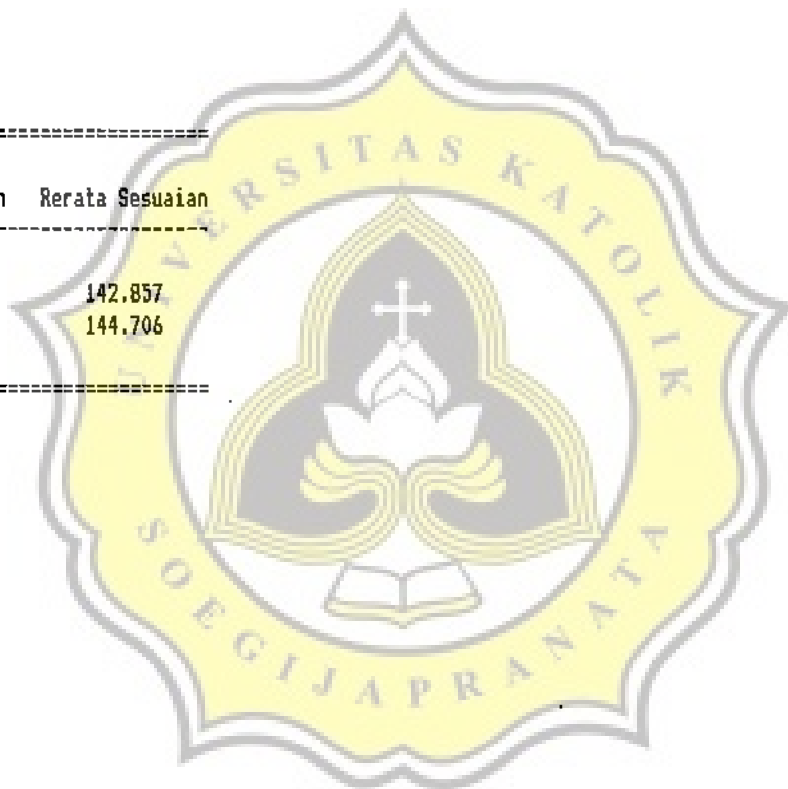 ====================
n Rerata Sesuaian
--------------------
142.857
144.706
====================
UNIVERSITAS KATOLIK
SOEGIJAPRANATA